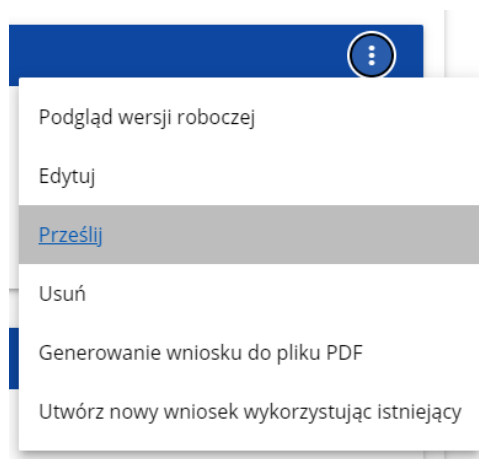 Podgląd wersji roboczej
Edytuj
Prześlij
Usuń
Generowanie wniosku do pliku PDF
Utwórz nowy wniosek wykorzystując istniejący